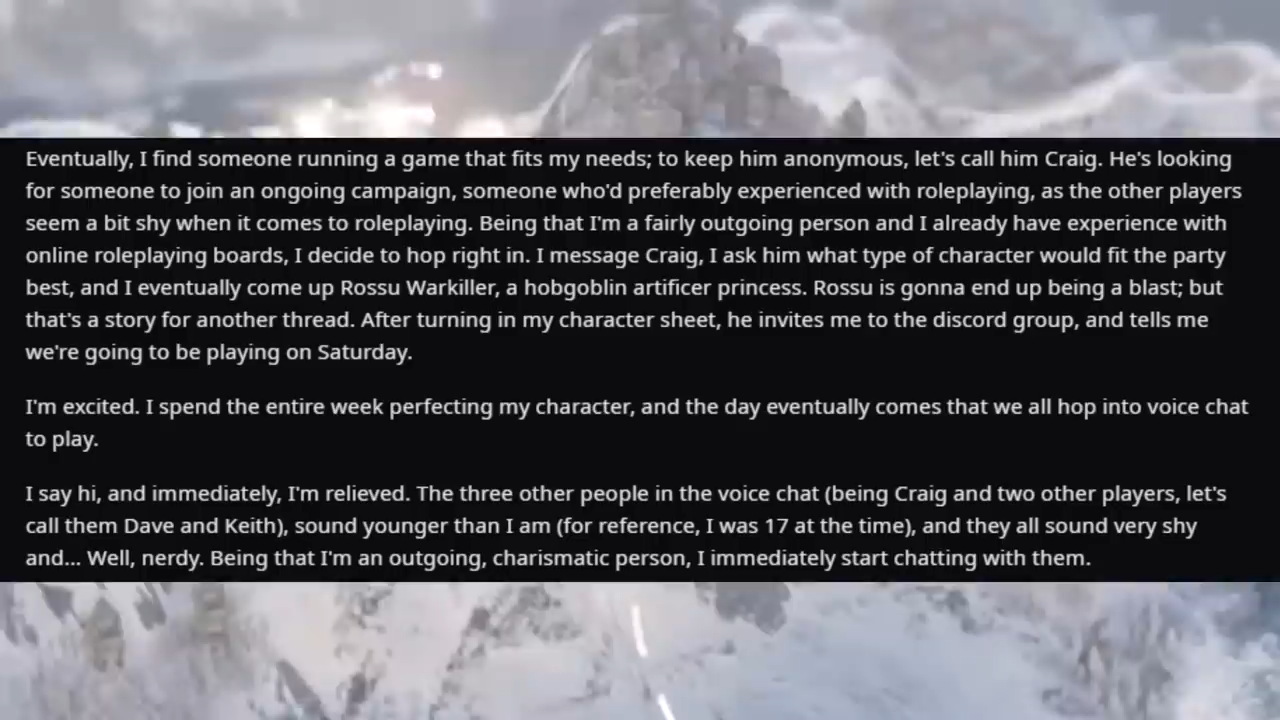 Eventually, I find someone running a game that fits my needs; to keep him anonymous, let's call him Craig. He's looking
for someone to join an ongoing campaign, someone who'd preferably experienced with roleplaying, as the other players
seem a bit shy when it comes to roleplaying. Being that I'm a fairly outgoing person and I already have experience with
online roleplaying boards, I decide to hop right in. I message Craig, I ask him what type of character would fit the party
best, and I eventually come up Rossu Warkiller, a hobgoblin artificer princess. Rossu is gonna end up being a blast; but
that's a story for another thread. After turning in my character sheet, he invites me to the discord group, and tells me
we're going to be playing on Saturday.
I'm excited. I spend the entire week perfecting my character, and the day eventually comes that we all hop into voice chat
to play.
I say hi, and immediately, I'm relieved. The three other people in the voice chat (being Craig and two other players, let's
call them Dave and Keith), sound younger than I am (for reference, I was 17 at the time), and they all sound very shy
and... Well, nerdy. Being that I'm an outgoing, charismatic person, I immediately start chatting with them.